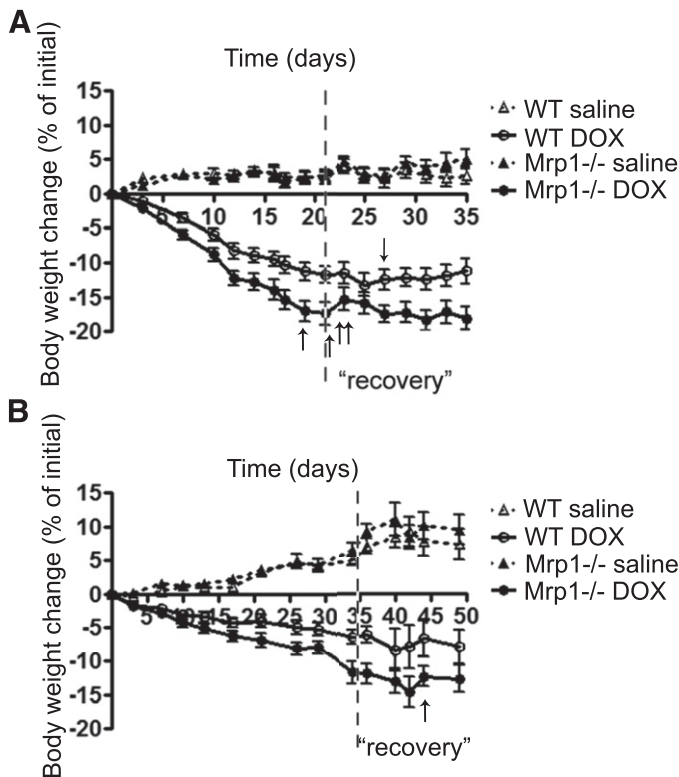 A
Time (days)
Body weight change (% of initial)
15
10
5
0
-5
-10
-15
-20
10
15
20
25
30
35
WT saline
WT DOX
Mrp1-/- saline
Mrp1-/- DOX
“recovery”
B
Time (days)
Body weight change (% of initial)
15
10
5
0
-5
-10
-15
-20
5
10
15
20
25
30
35
40
45
50
WT saline
WT DOX
Mrp1-/- saline
Mrp1-/- DOX
“recovery”